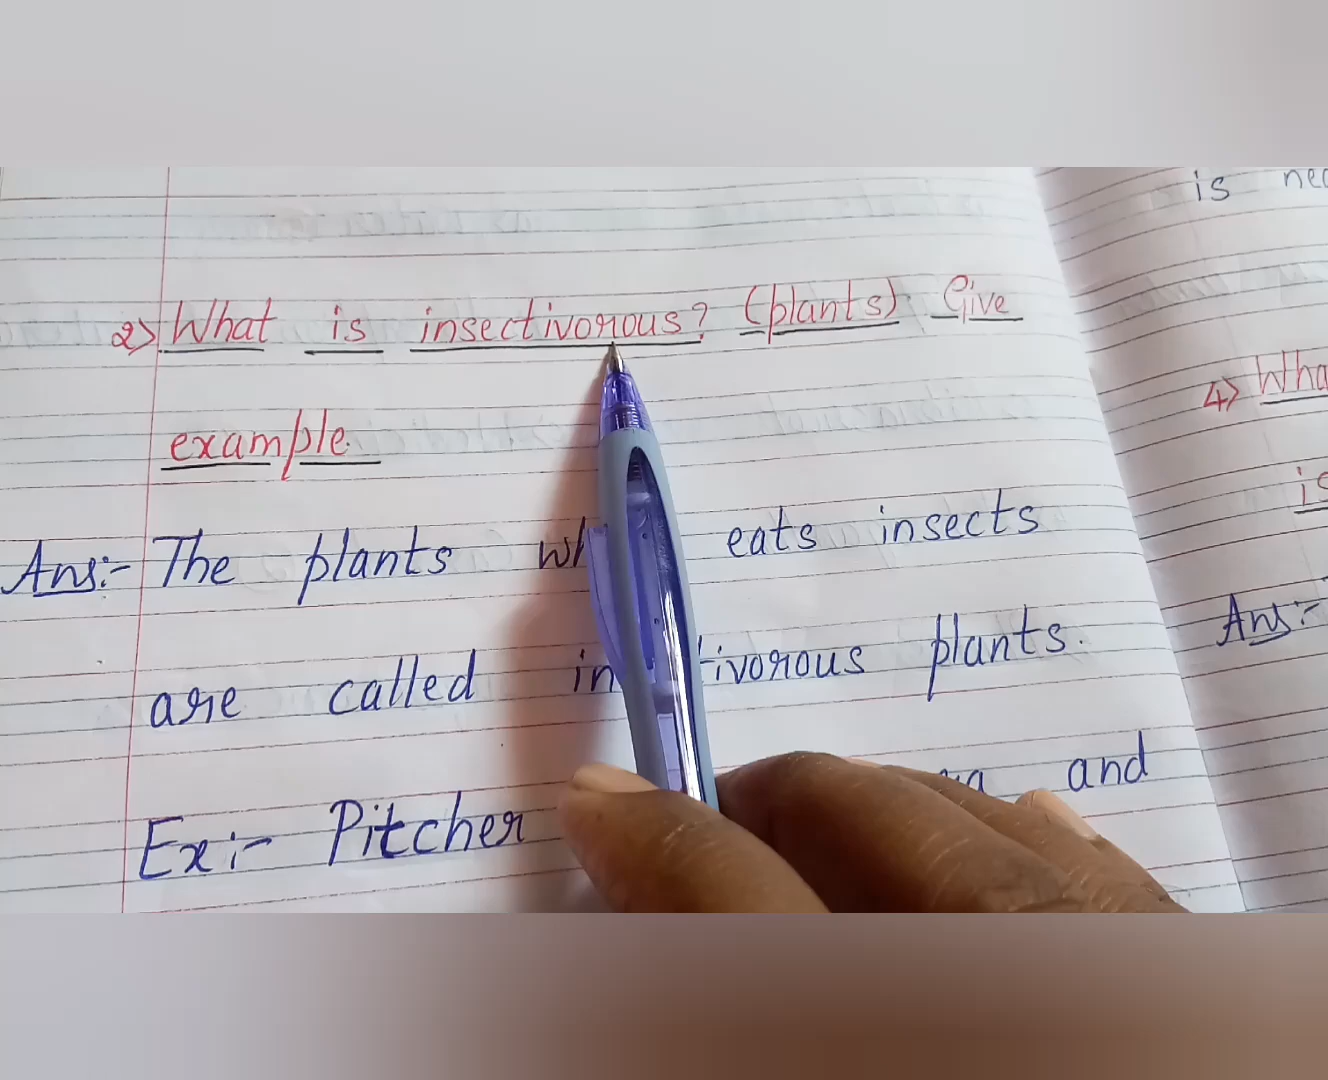 2) What is insectivorous? (plants) Give
example.
Ans:- The plants eats insects
are called plants.
Ex:- Pitcher and
is
4)
is
Ans:-